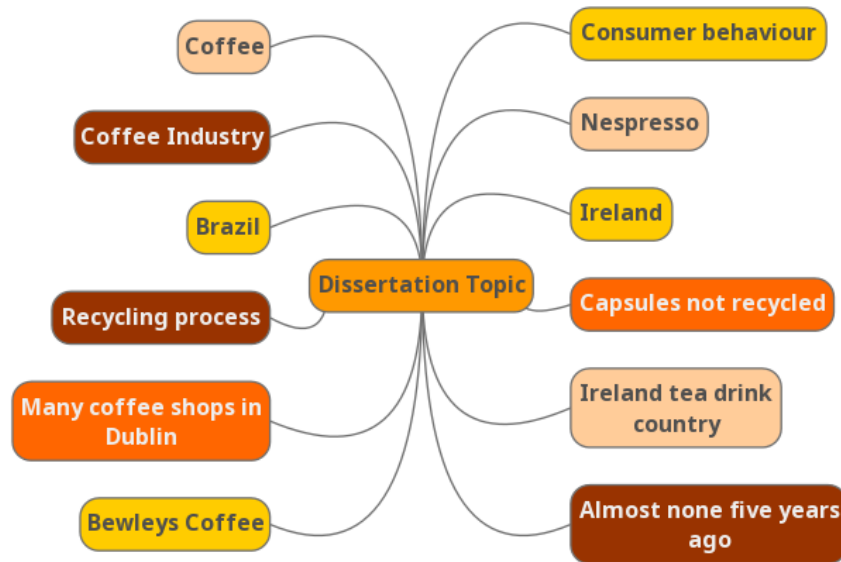 Coffee
Coffee Industry
Brazil
Recycling process
Many coffee shops in
Dublin
Bewleys Coffee
Dissertation Topic
Consumer behaviour
Nespresso
Ireland
Capsules not recycled
Ireland tea drink
country
Almost none five years
ago